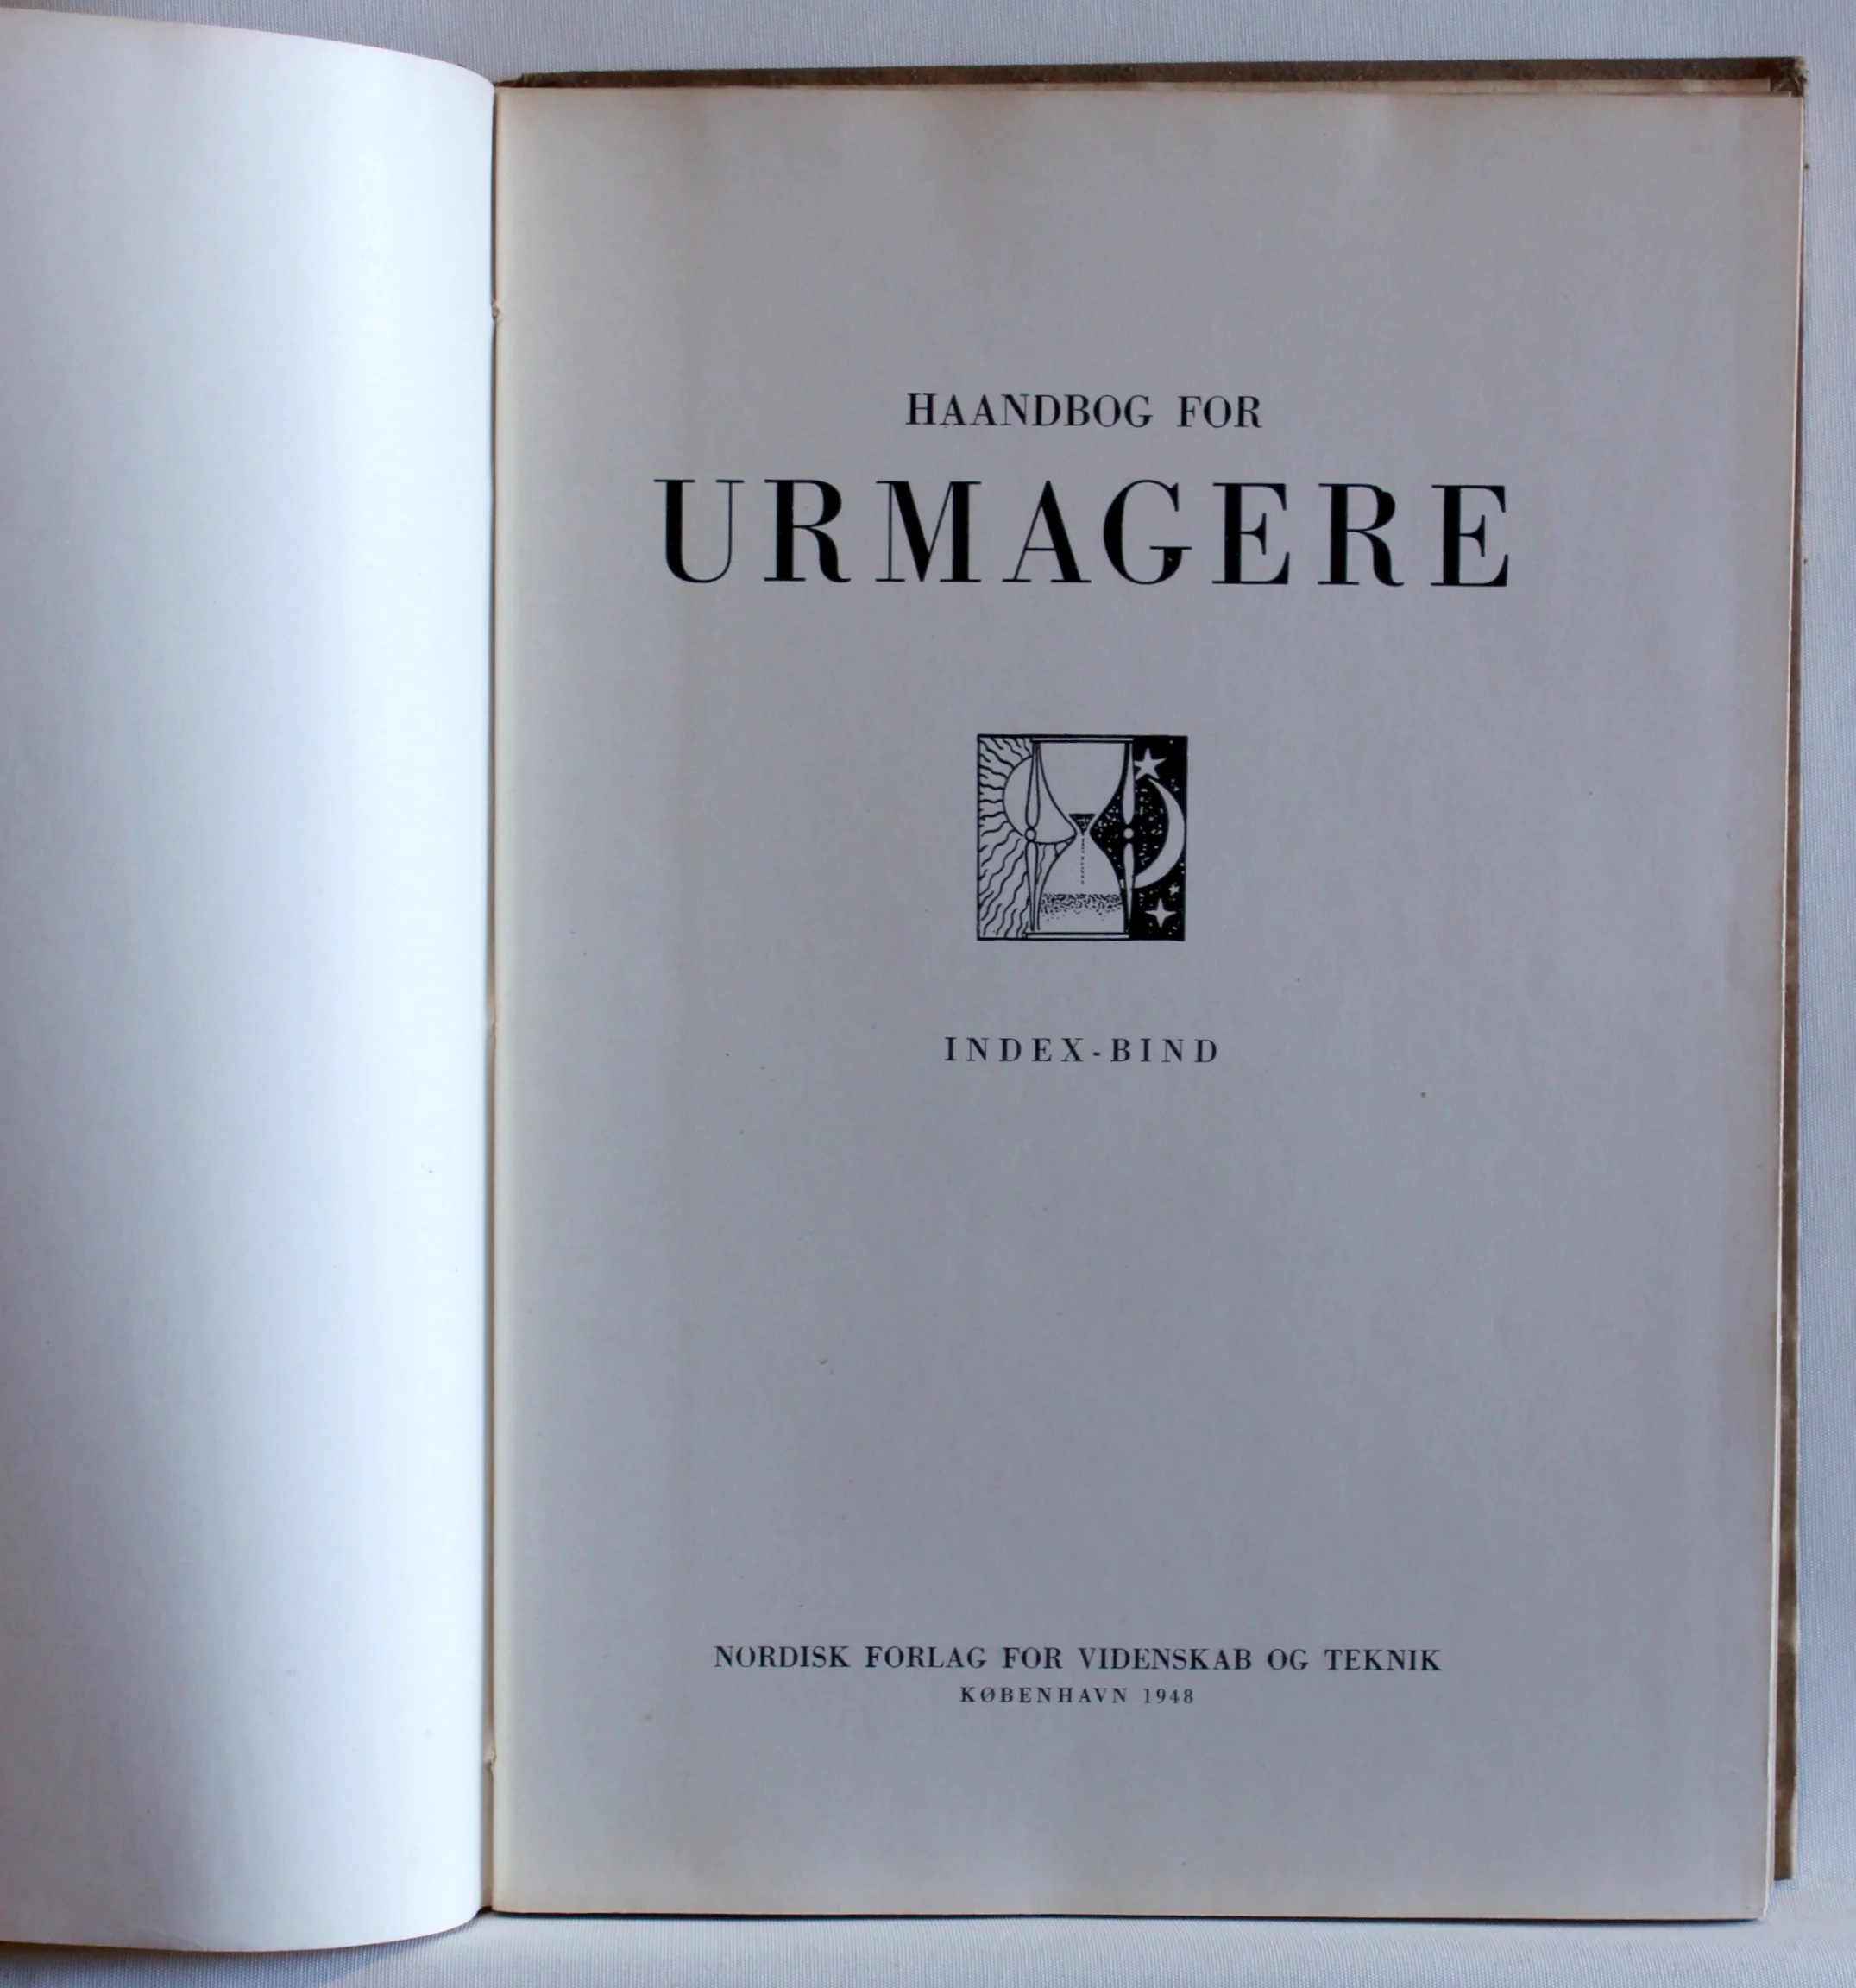 HAANDBOG FOR
URMAGERE
INDEX-BIND
NORDISK FORLAG FOR VIDENSKAB OG TEKNIK
KØBENHAVN 1948